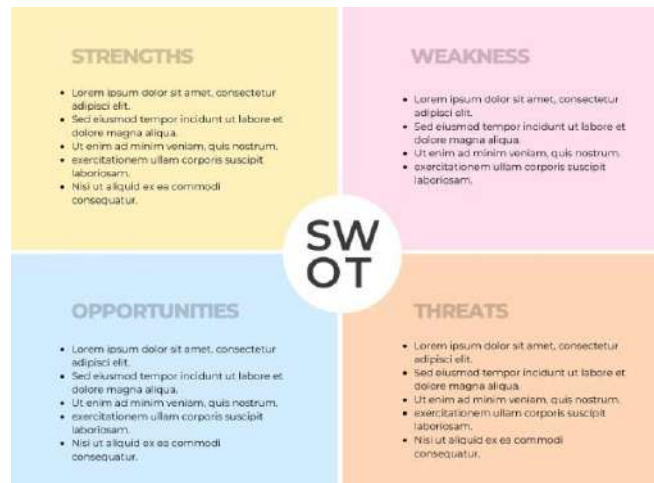 STRENGTHS
• Lorem ipsum dolor sit amet, consectetur
adipisci elit.
• Sed eiusmod tempor incidunt ut labore et
dolore magna aliqua.
• Ut enim ad minim veniam, quis nostrum.
• exercitationem ullam corporis suscipit
laboriosam.
• Nisi ut aliquid ex ea commodi
consequatur.
WEAKNESS
• Lorem ipsum dolor sit amet, consectetur
adipisci elit.
• Sed eiusmod tempor incidunt ut labore et
dolore magna aliqua.
• Ut enim ad minim veniam, quis nostrum.
• exercitationem ullam corporis suscipit
laboriosam.
SW
OT
OPPORTUNITIES
• Lorem ipsum dolor sit amet, consectetur
adipisci elit.
• Sed eiusmod tempor incidunt ut labore et
dolore magna aliqua.
• Ut enim ad minim veniam, quis nostrum.
• exercitationem ullam corporis suscipit
laboriosam.
• Nisi ut aliquid ex ea commodi
consequatur.
THREATS
• Lorem ipsum dolor sit amet, consectetur
adipisci elit.
• Sed eiusmod tempor incidunt ut labore et
dolore magna aliqua.
• Ut enim ad minim veniam, quis nostrum.
• exercitationem ullam corporis suscipit
laboriosam.
• Nisi ut aliquid ex ea commodi
consequatur.